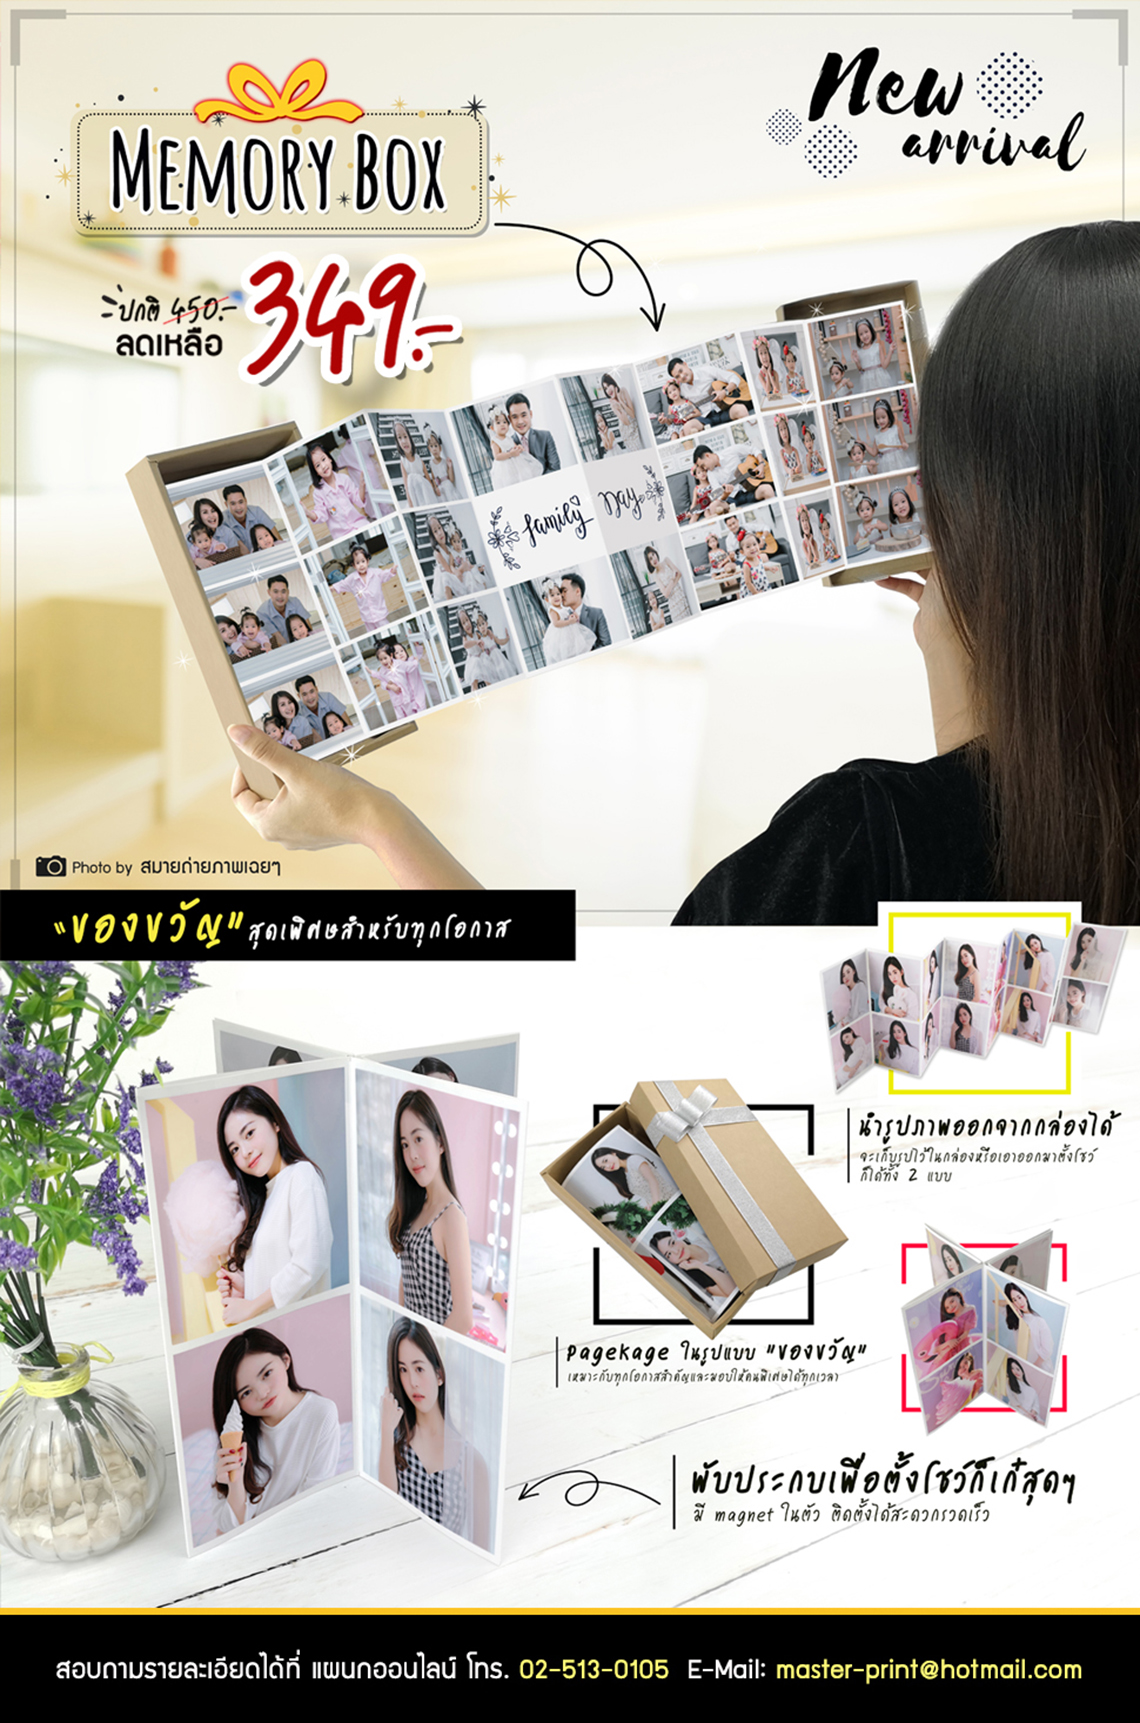 MEMORY BOX
New
arrival
ปกติ 450.-
ลดเหลือ
349.-
Family Day
Photo by สมายถ่ายภาพเฉยๆ
"ของขวัญ" สุดพิเศษสำหรับทุกโอกาส
นำรูปภาพออกจากกล่องได้
จะเก็บรูปไว้ในกล่องหรือเอาออกมาตั้งโชว์
ก็ได้ทั้ง 2 แบบ
Pagekage ในรูปแบบ "ของขวัญ"
เหมาะกับทุกโอกาสสำคัญและมอบให้คนพิเศษได้ทุกเวลา
พับประกบเพื่อตั้งโชว์ก็เก๋สุดๆ
มี magnet ในตัว ติดตั้งได้สะดวกรวดเร็ว
สอบถามรายละเอียดได้ที่ แผนกออนไลน์ โทร. 02-513-0105 E-Mail: master-print@hotmail.com